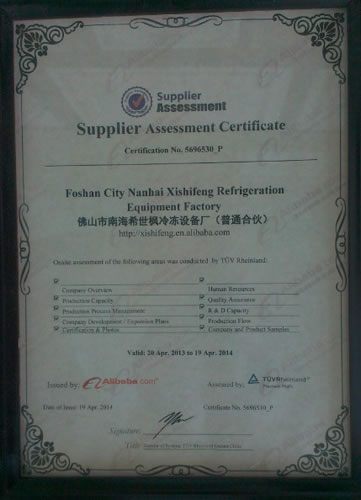 Supplier
Assessment
Supplier Assessment Certificate
Certification No. 5696530_P
Foshan City Nanhai Xishifeng Refrigeration
Equipment Factory
佛山市南海希世枫冷冻设备厂（普通合伙）
http://xishifeng.en.alibaba.com
Onsite assessment of the following areas was conducted by TÜV Rheinland:
Company Overview
Human Resources
Production Capacity
Quality Assurance
Production Process Management
R & D Capacity
Company Development / Expansion Plans
Production Flow
Certification & Photos
Contracts and Product Samples
Valid: 20 Apr. 2013 to 19 Apr. 2014
Issued by: Alibaba.com
Assessed by: TÜVRheinland
Precisely Right.
Date of Issue: 19 Apr. 2014
Certificate No. 5696530_P
Signature:
Title: